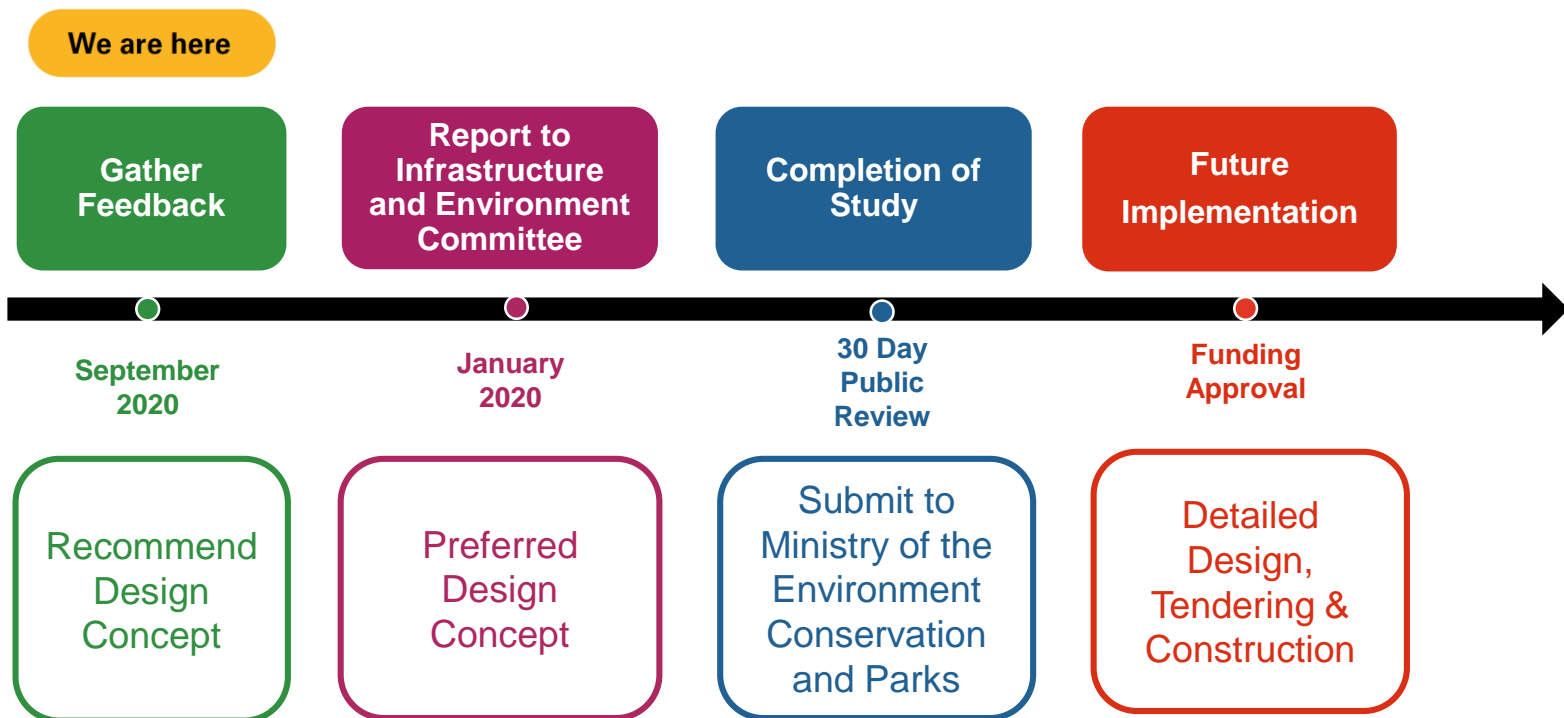 We are here
Gather
Feedback
Report to
Infrastructure
and Environment
Committee
Completion of
Study
Future
Implementation
September
2020
January
2020
30 Day
Public
Review
Funding
Approval
Recommend
Design
Concept
Preferred
Design
Concept
Submit to
Ministry of the
Environment
Conservation
and Parks
Detailed
Design,
Tendering &
Construction